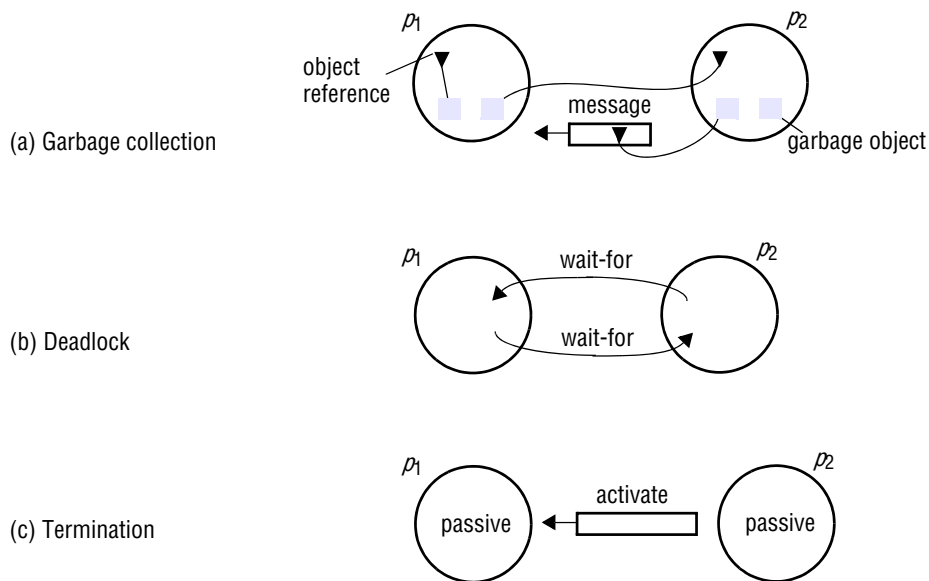 p1
p2
object
reference
message
(a) Garbage collection
garbage object
p1
p2
wait-for
(b) Deadlock
wait-for
p1
p2
activate
(c) Termination
passive
passive